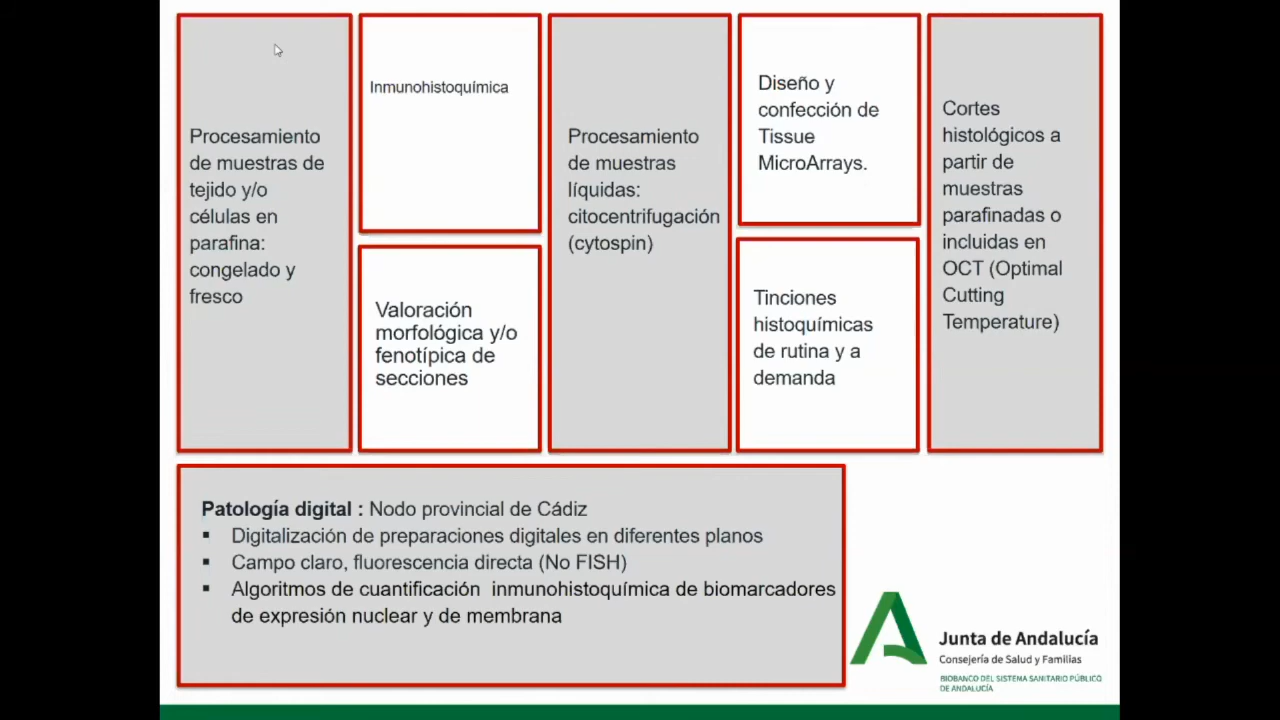 Procesamiento
de muestras de
tejido y/o
células en
parafina:
congelado y
fresco
Inmunohistoquímica
Valoración
morfológica y/o
fenotípica de
secciones
Procesamiento
de muestras
líquidas:
citocentrifugación
(cytospin)
Diseño y
confección de
Tissue
MicroArrays.
Tinciones
histoquímicas
de rutina y a
demanda
Cortes
histológicos a
partir de
muestras
parafinadas o
incluidas en
OCT (Optimal
Cutting
Temperature)
Patología digital : Nodo provincial de Cádiz
▪ Digitalización de preparaciones digitales en diferentes planos
▪ Campo claro, fluorescencia directa (No FISH)
▪ Algoritmos de cuantificación inmunohistoquímica de biomarcadores
de expresión nuclear y de membrana
Junta de Andalucía
Consejería de Salud y Familias
BIOBANCO DEL SISTEMA SANITARIO PÚBLICO
DE ANDALUCÍA